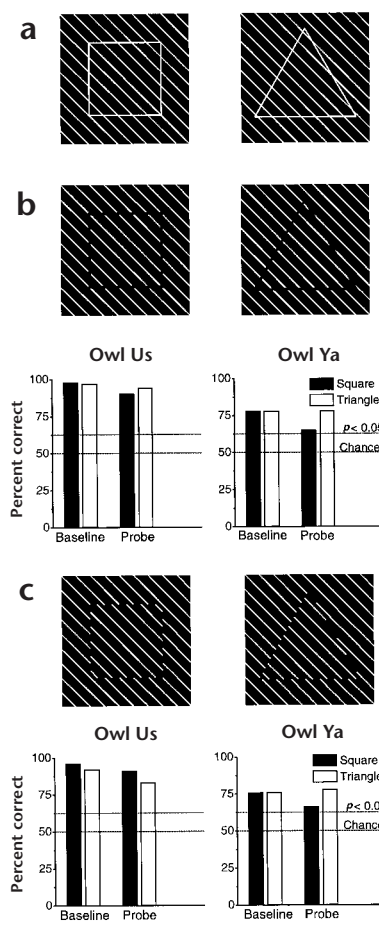 a
b
Owl Us
Owl Ya
Percent correct
100
75
50
25
0
Baseline
Probe
100
75
50
25
0
Square
Triangle
p< 0.05
Chance
Baseline
Probe
c
Owl Us
Owl Ya
Percent correct
100
75
50
25
0
Baseline
Probe
100
75
50
25
0
Square
Triangle
p< 0.0
Chance
Baseline
Probe